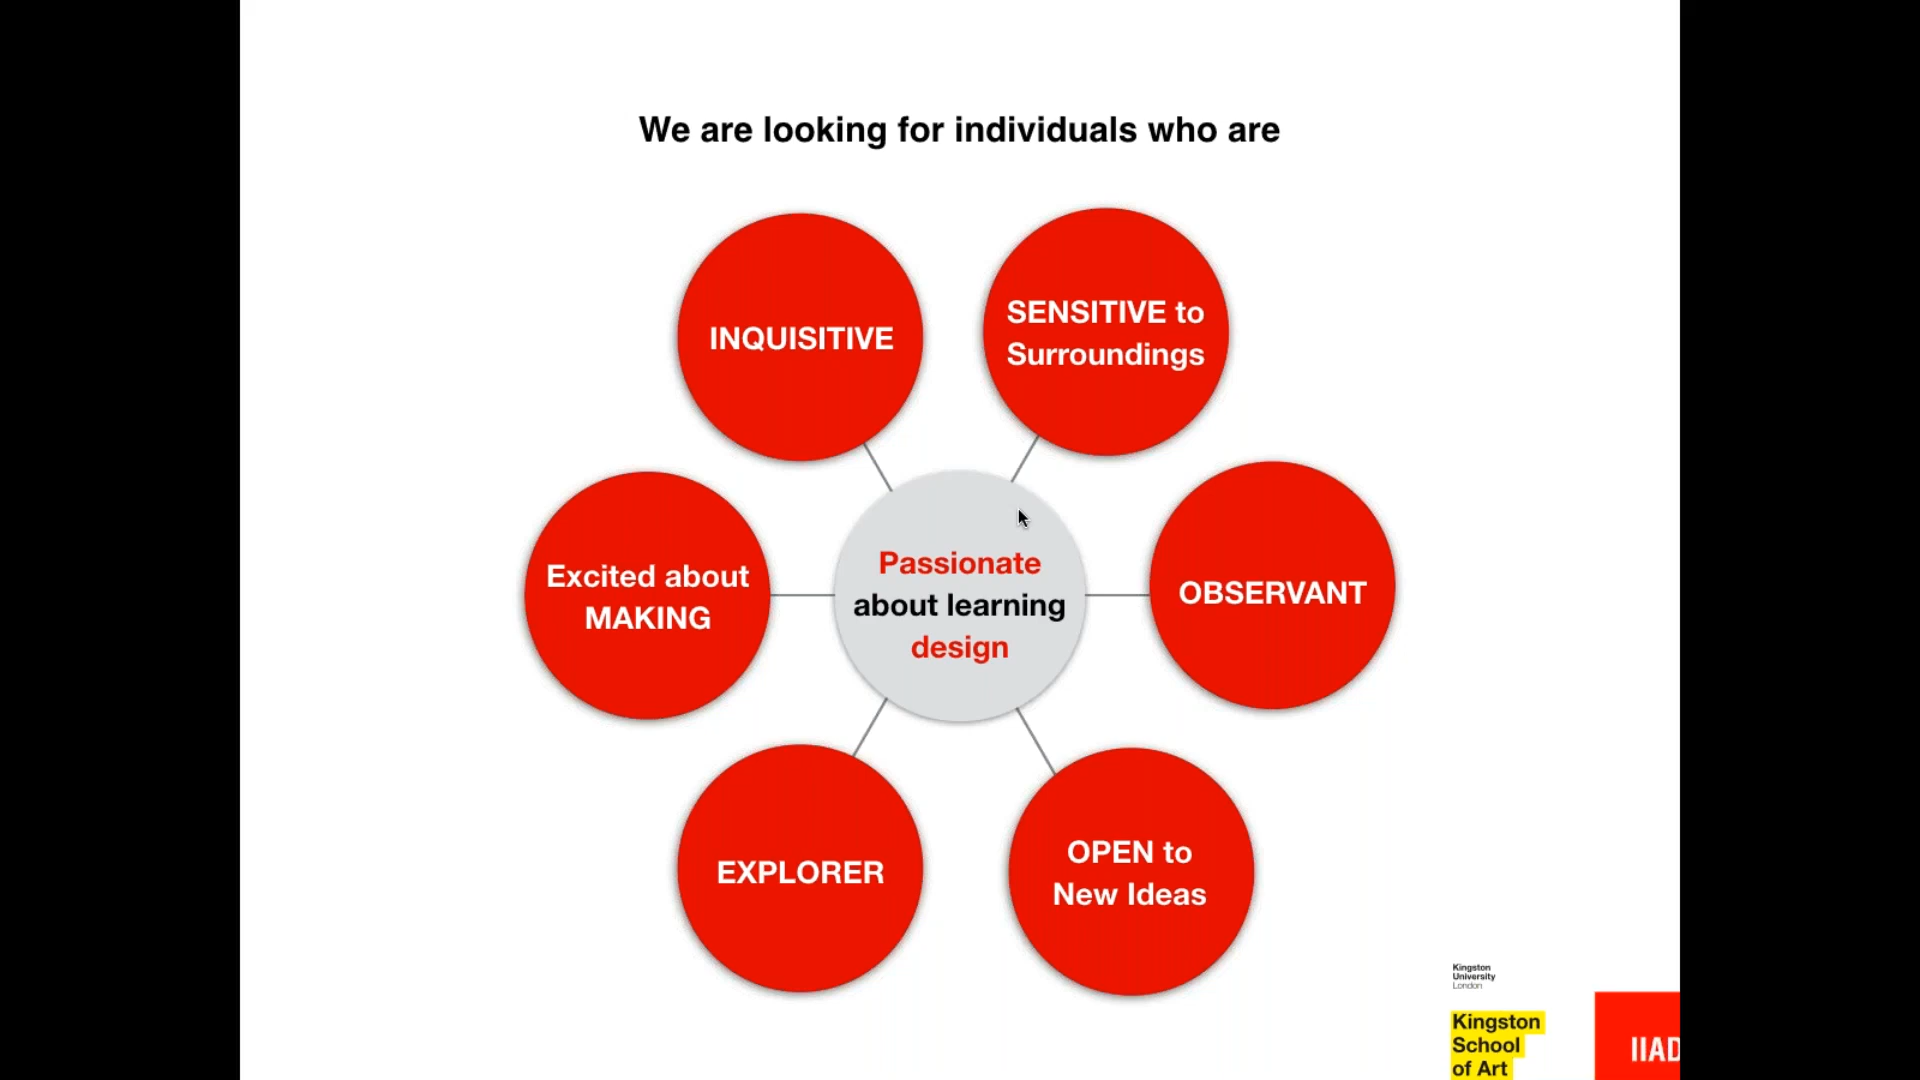 We are looking for individuals who are
INQUISITIVE
SENSITIVE to
Surroundings
Excited about
MAKING
Passionate
about learning
design
OBSERVANT
EXPLORER
OPEN to
New Ideas
Kingston
University
London
Kingston
School
of Art
IIAD